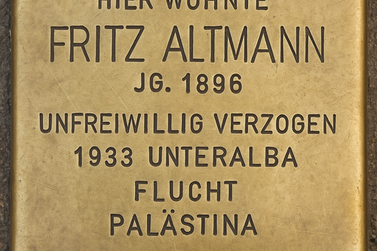 HIER WOHNTE
FRITZ ALTMANN
JG. 1896
UNFREIWILLIG VERZOGEN
1933 UNTERALBA
FLUCHT
PALÄSTINA